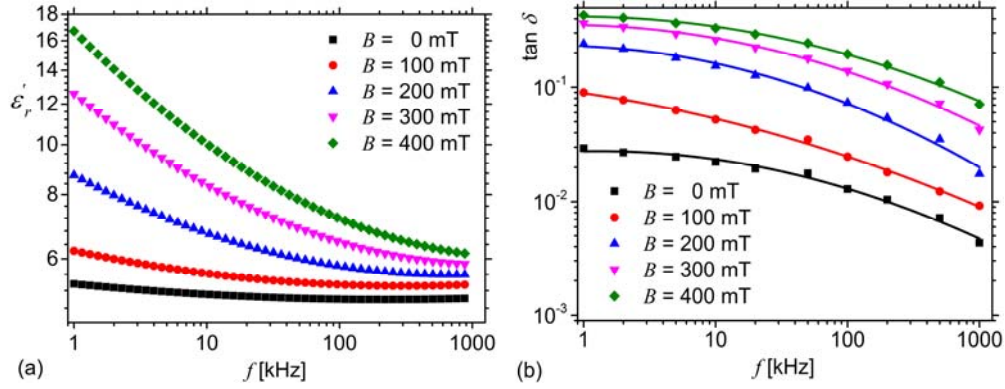 18
16
14
12
10
8
6
ε′r
B = 0 mT
B = 100 mT
B = 200 mT
B = 300 mT
B = 400 mT
1 10 100 1000
(a) f [kHz]
tan δ
10⁻¹
10⁻²
10⁻³
B = 0 mT
B = 100 mT
B = 200 mT
B = 300 mT
B = 400 mT
1 10 100 1000
(b) f [kHz]